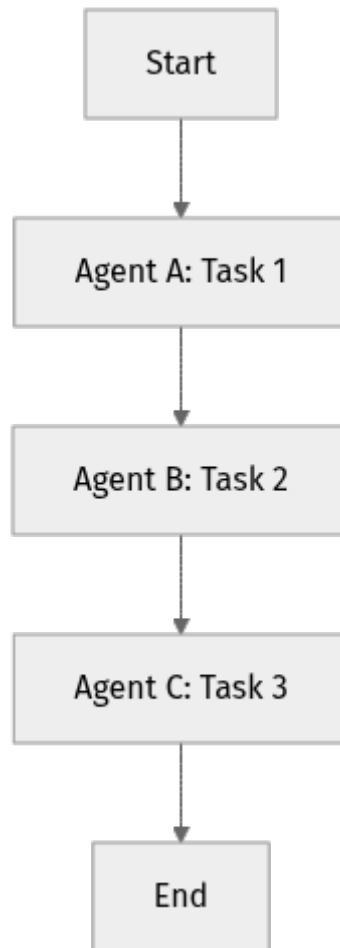 Start
Agent A: Task 1
Agent B: Task 2
Agent C: Task 3
End